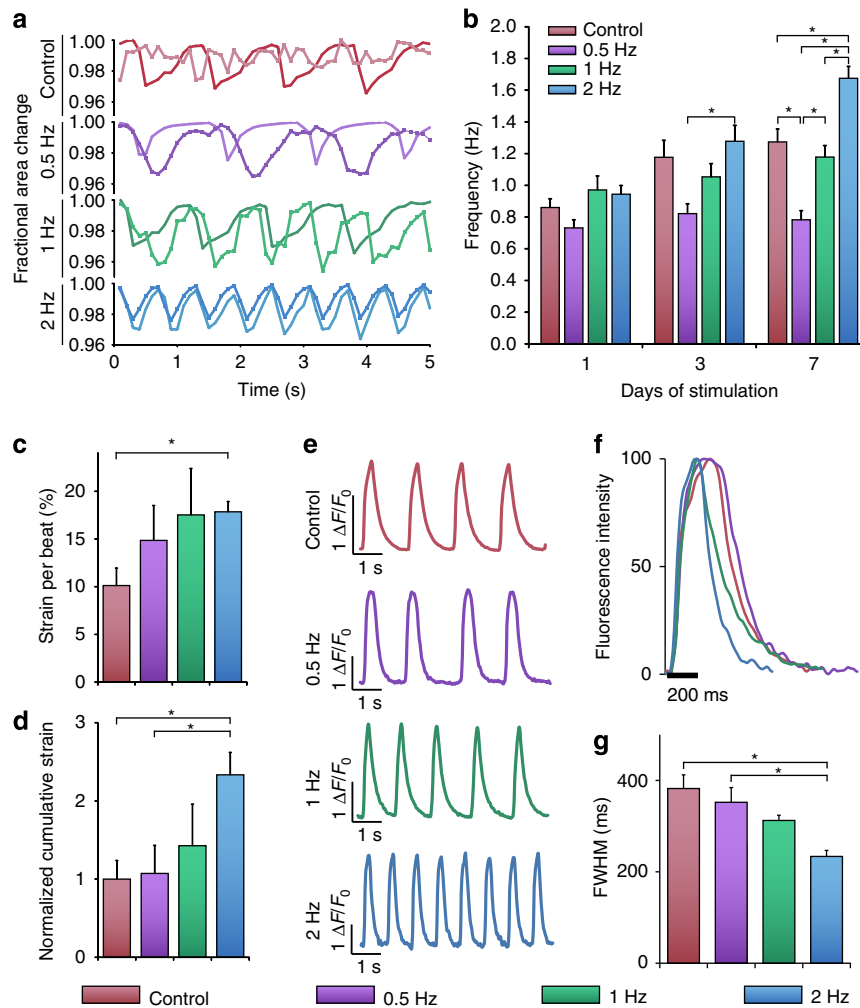 a
Fractional area change
Control
1.00
0.98
0.96
0.5 Hz
1.00
0.98
0.96
1 Hz
1.00
0.98
0.96
2 Hz
1.00
0.98
0.96
0 1 2 3 4 5
Time (s)
b
Frequency (Hz)
2.0
1.8
1.6
1.4
1.2
1.0
0.8
0.6
0.4
0.2
0.0
Control
0.5 Hz
1 Hz
2 Hz
*
*
*
*
* *
1 3 7
Days of stimulation
c
Strain per beat (%)
20
15
10
5
0
*
d
Normalized cumulative strain
3
2
1
0
*
*
e
Control
1 ΔF/F0
1 s
0.5 Hz
1 ΔF/F0
1 s
1 Hz
1 ΔF/F0
1 s
2 Hz
1 ΔF/F0
1 s
f
Fluorescence intensity
100
50
0
200 ms
g
FWHM (ms)
400
200
0
*
*
Control 0.5 Hz 1 Hz 2 Hz